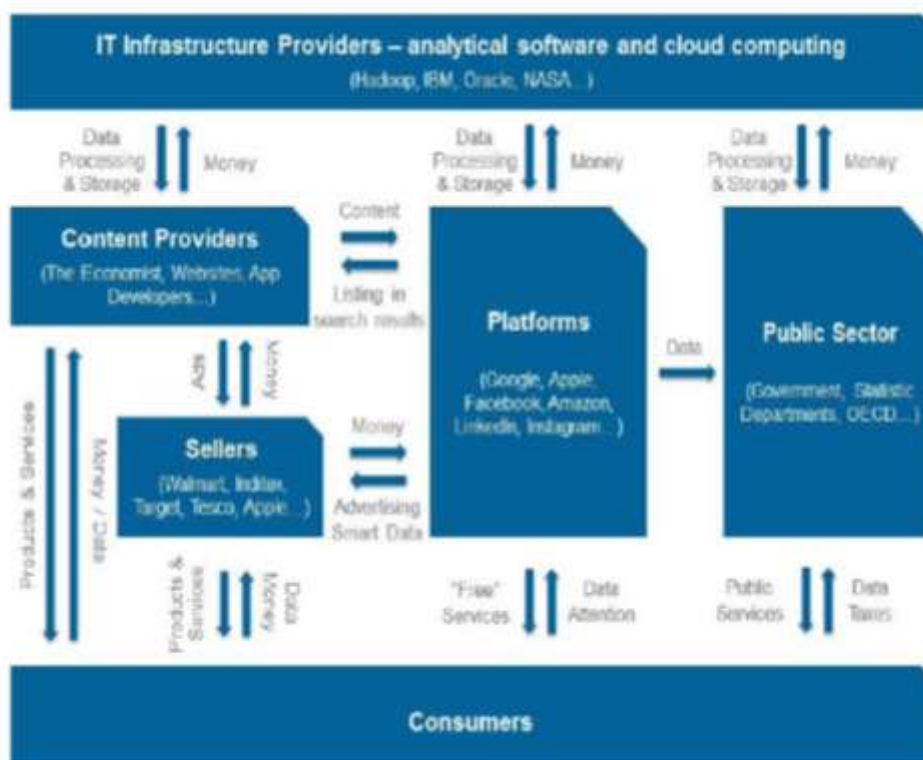 IT Infrastructure Providers – analytical software and cloud computing
(Hadoop, IBM, Oracle, NASA...)
Data
Processing
& Storage
Money
Data
Processing
& Storage
Money
Data
Processing
& Storage
Money
Content Providers
(The Economist, Websites, App
Developers...)
Content
Listing in
search results
Platforms
(Google, Apple,
Facebook, Amazon,
LinkedIn, Instagram...)
Data
Public Sector
(Government, Statistic
Departments, OECD...)
Ads
Money
Sellers
(Walmart, Inditex,
Target, Tesco, Apple...)
Money
Advertising
Smart Data
Products & Services
Money / Data
Products &
Services
Data
Money
"Free"
Services
Data
Attention
Public
Services
Data
Taxes
Consumers